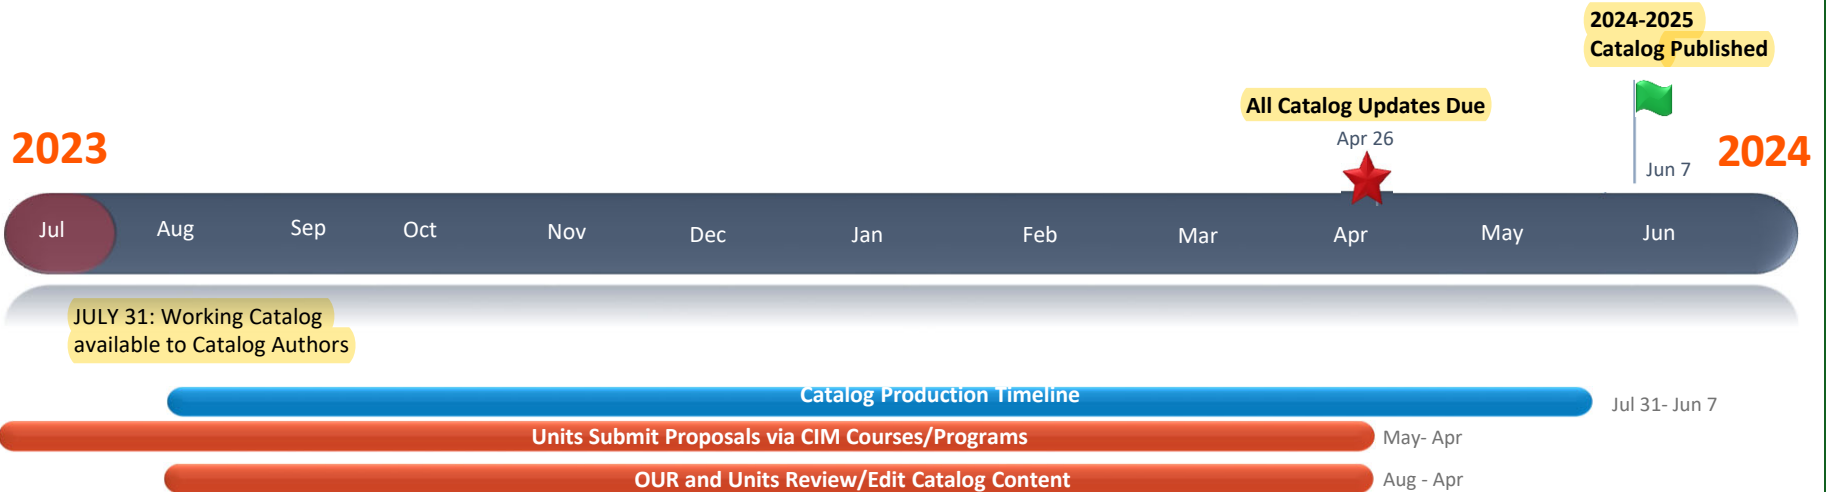 2024-2025
Catalog Published
All Catalog Updates Due
Apr 26
2023
Jun 7
2024
Jul Aug Sep Oct Nov Dec Jan Feb Mar Apr May Jun
JULY 31: Working Catalog
available to Catalog Authors
Catalog Production Timeline
Jul 31- Jun 7
Units Submit Proposals via CIM Courses/Programs
May- Apr
OUR and Units Review/Edit Catalog Content
Aug - Apr